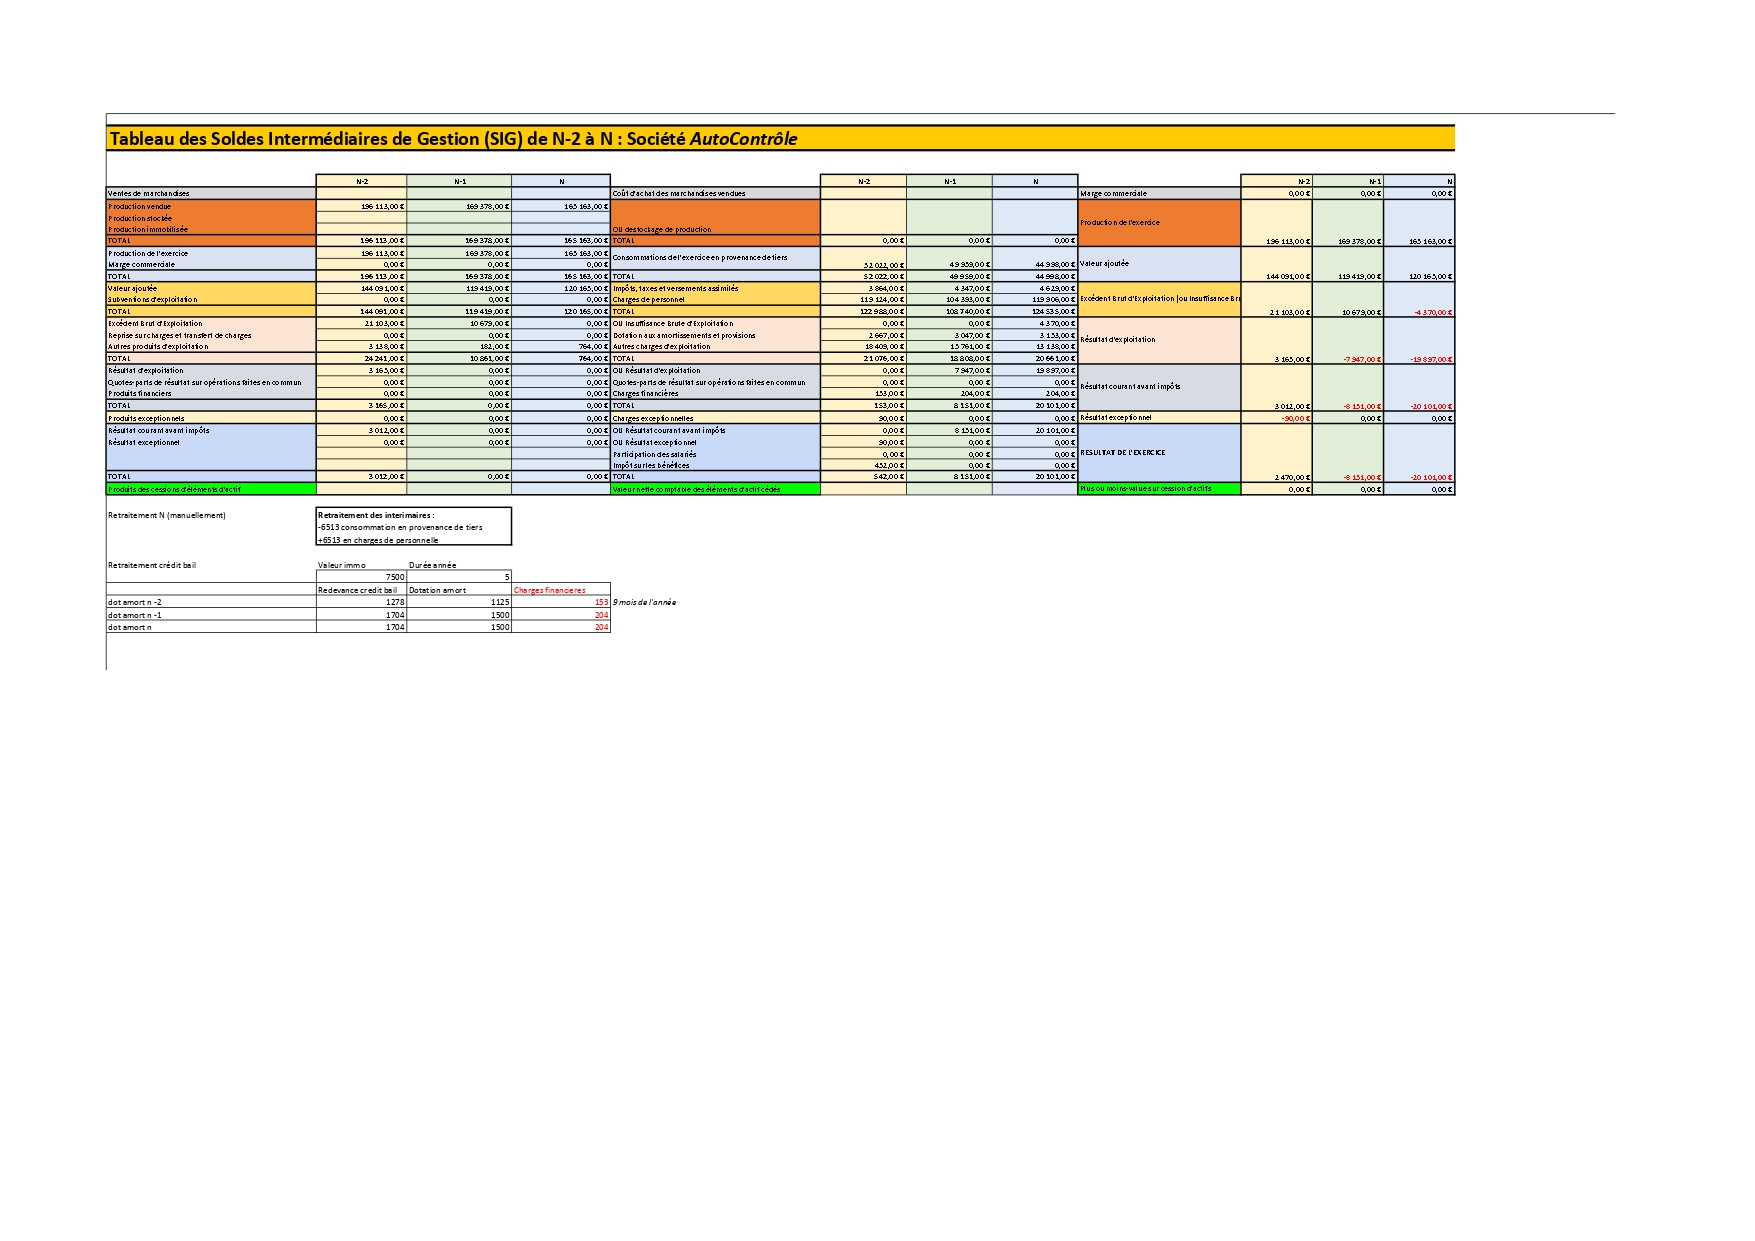 Tableau des Soldes Intermédiaires de Gestion (SIG) de N-2 à N : Société AutoContrôle
N-2 N-1 N N-2 N-1 N N-2 N-1 N
Ventes de marchandises Coût d'achat des marchandises vendues Marge commerciale 0,00 € 0,00 € 0,00 €
Production vendue 196 113,00 € 169 378,00 € 165 163,00 €
Production stockée
Production de l'exercice
Production immobilisée OU destockage de production
TOTAL 196 113,00 € 169 378,00 € 165 163,00 € TOTAL 0,00 € 0,00 € 0,00 € 196 113,00 € 169 378,00 € 165 163,00 €
Production de l'exercice 196 113,00 € 169 378,00 € 165 163,00 €
Consommations de l'exercice en provenance de tiers
Marge commerciale 0,00 € 0,00 € 0,00 € 52 022,00 € 49 959,00 € 44 998,00 € Valeur ajoutée
TOTAL 196 113,00 € 169 378,00 € 165 163,00 € TOTAL 52 022,00 € 49 959,00 € 44 998,00 € 144 091,00 € 119 419,00 € 120 165,00 €
Valeur ajoutée 144 091,00 € 119 419,00 € 120 165,00 € Impôts, taxes et versements assimilés 3 864,00 € 4 347,00 € 4 629,00 €
Subventions d'exploitation 0,00 € 0,00 € 0,00 € Charges de personnel 119 124,00 € 104 393,00 € 119 906,00 € Excédent Brut d'Exploitation (ou Insuffisance Bru
TOTAL 144 091,00 € 119 419,00 € 120 165,00 € TOTAL 122 988,00 € 108 740,00 € 124 535,00 € 21 103,00 € 10 679,00 € -4 370,00 €
Excédent Brut d'Exploitation 21 103,00 € 10 679,00 € 0,00 € OU Insuffisance Brute d'Exploitation 0,00 € 0,00 € 4 370,00 €
Reprise sur charges et transfert de charges 0,00 € 0,00 € 0,00 € Dotation aux amortissements et provisions 2 667,00 € 3 047,00 € 3 153,00 € Résultat d'exploitation
Autres produits d'exploitation 3 138,00 € 182,00 € 764,00 € Autres charges d'exploitation 18 409,00 € 15 761,00 € 13 138,00 €
TOTAL 24 241,00 € 10 861,00 € 764,00 € TOTAL 21 076,00 € 18 808,00 € 20 661,00 € 3 165,00 € -7 947,00 € -19 897,00 €
Résultat d'exploitation 3 165,00 € 0,00 € 0,00 € OU Résultat d'exploitation 0,00 € 7 947,00 € 19 897,00 €
Quotes-parts de résultat sur opérations faites en commun 0,00 € 0,00 € 0,00 € Quotes-parts de résultat sur opérations faites en commun 0,00 € 0,00 € 0,00 € Résultat courant avant impôts
Produits financiers 0,00 € 0,00 € 0,00 € Charges financières 153,00 € 204,00 € 204,00 €
TOTAL 3 165,00 € 0,00 € 0,00 € TOTAL 153,00 € 8 151,00 € 20 101,00 € 3 012,00 € -8 151,00 € -20 101,00 €
Produits exceptionnels 0,00 € 0,00 € 0,00 € Charges exceptionnelles 90,00 € 0,00 € 0,00 € Résultat exceptionnel -90,00 € 0,00 € 0,00 €
Résultat courant avant impôts 3 012,00 € 0,00 € 0,00 € OU Résultat courant avant impôts 0,00 € 8 151,00 € 20 101,00 €
Résultat exceptionnel 0,00 € 0,00 € 0,00 € OU Résultat exceptionnel 90,00 € 0,00 € 0,00 €
Participation des salariés 0,00 € 0,00 € 0,00 € RESULTAT DE L'EXERCICE
Impôt sur les bénéfices 452,00 € 0,00 € 0,00 €
TOTAL 3 012,00 € 0,00 € 0,00 € TOTAL 542,00 € 8 151,00 € 20 101,00 € 2 470,00 € -8 151,00 € -20 101,00 €
Produits des cessions d'éléments d'actif Valeur nette comptable des éléments d'actif cédés Plus ou moins-value sur cession d'actifs 0,00 € 0,00 € 0,00 €
Retraitement N (manuellement) Retraitement des interimaires :
-6513 consommation en provenance de tiers
+6513 en charges de personnelle
Retraitement crédit bail Valeur immo Durée année
7500 5
Redevance credit bail Dotation amort Charges financieres
dot amort n -2 1278 1125 153 9 mois de l'année
dot amort n -1 1704 1500 204
dot amort n 1704 1500 204